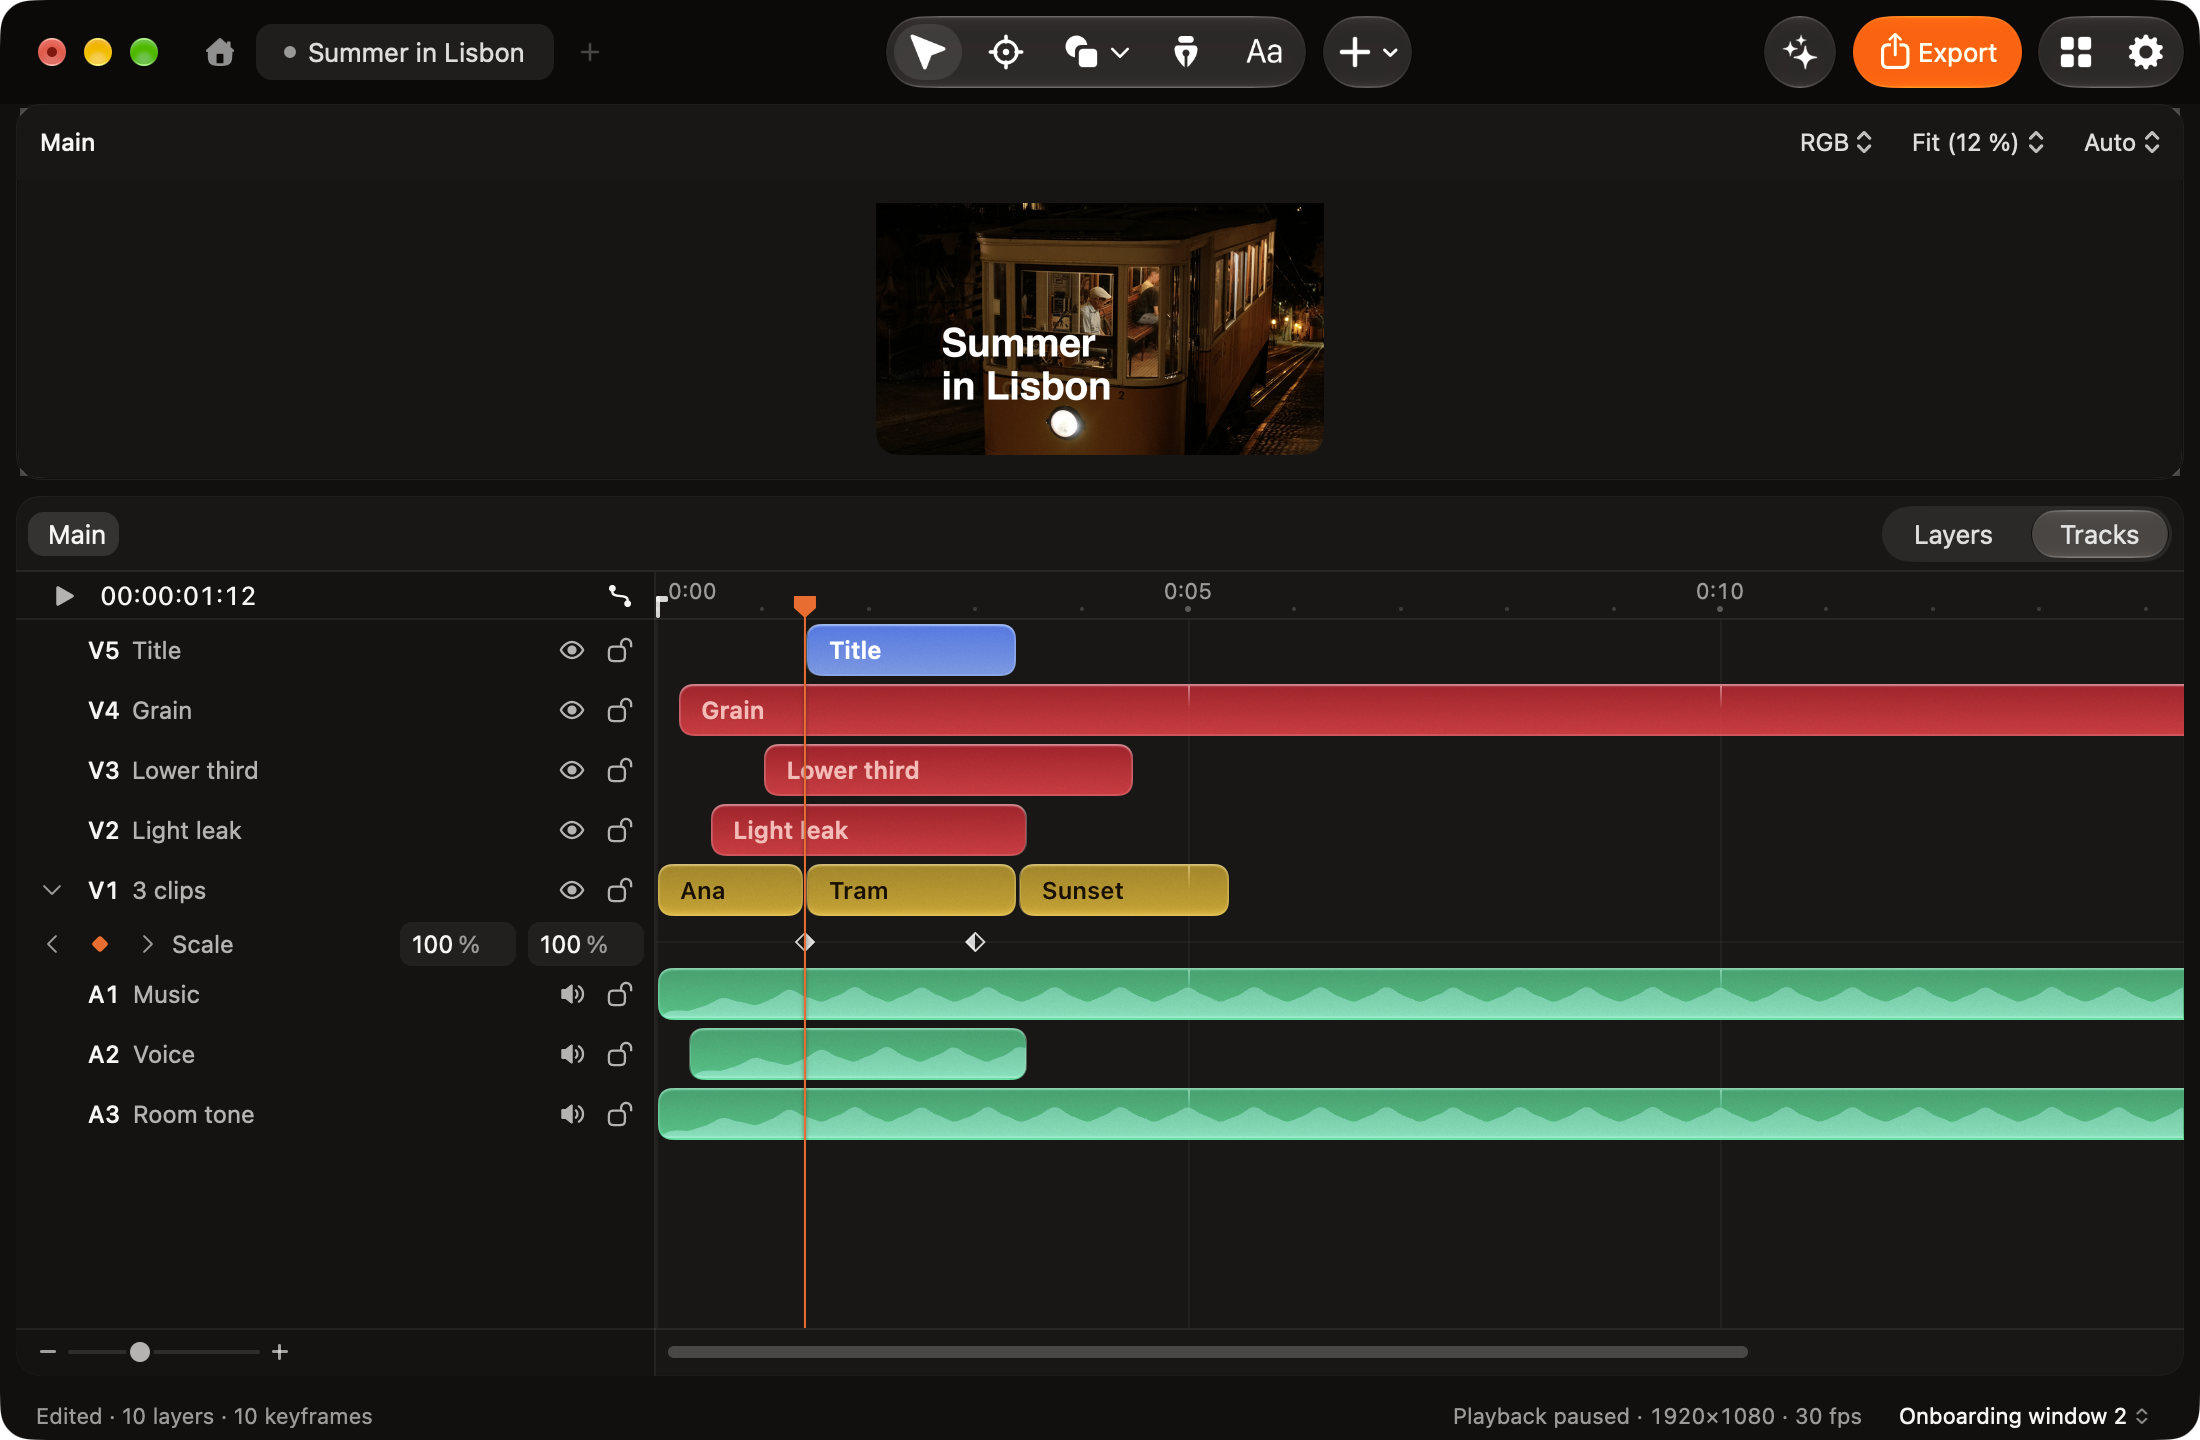 Summer in Lisbon
Aa
Export
Main
RGB
Fit (12 %)
Auto
Summer
in Lisbon
2
Main
Layers
Tracks
00:00:01:12
0:00
0:05
0:10
V5 Title
Title
V4 Grain
Grain
V3 Lower third
Lower third
V2 Light leak
Light leak
V1 3 clips
Ana
Tram
Sunset
Scale
100 %
100 %
A1 Music
A2 Voice
A3 Room tone
Edited · 10 layers · 10 keyframes
Playback paused · 1920×1080 · 30 fps
Onboarding window 2